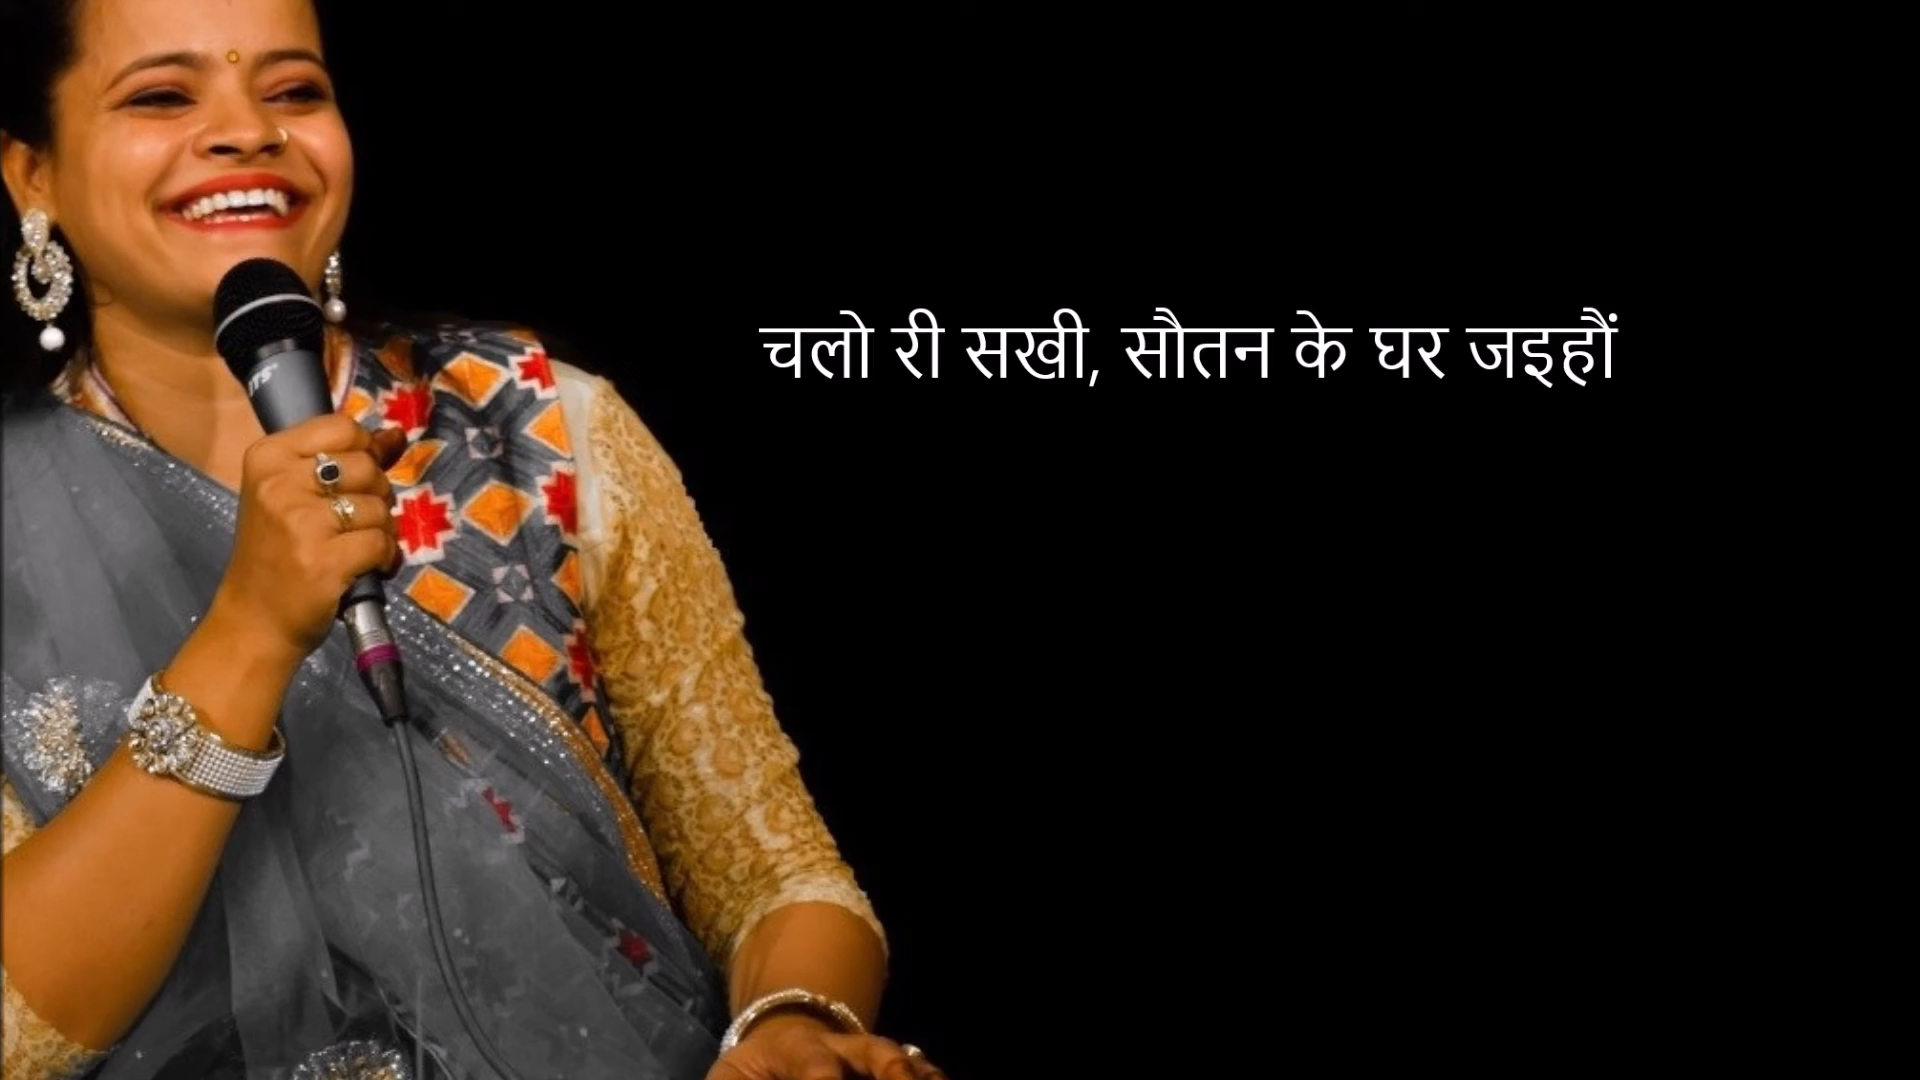 चलो री सखी, सौतन के घर जइहौं